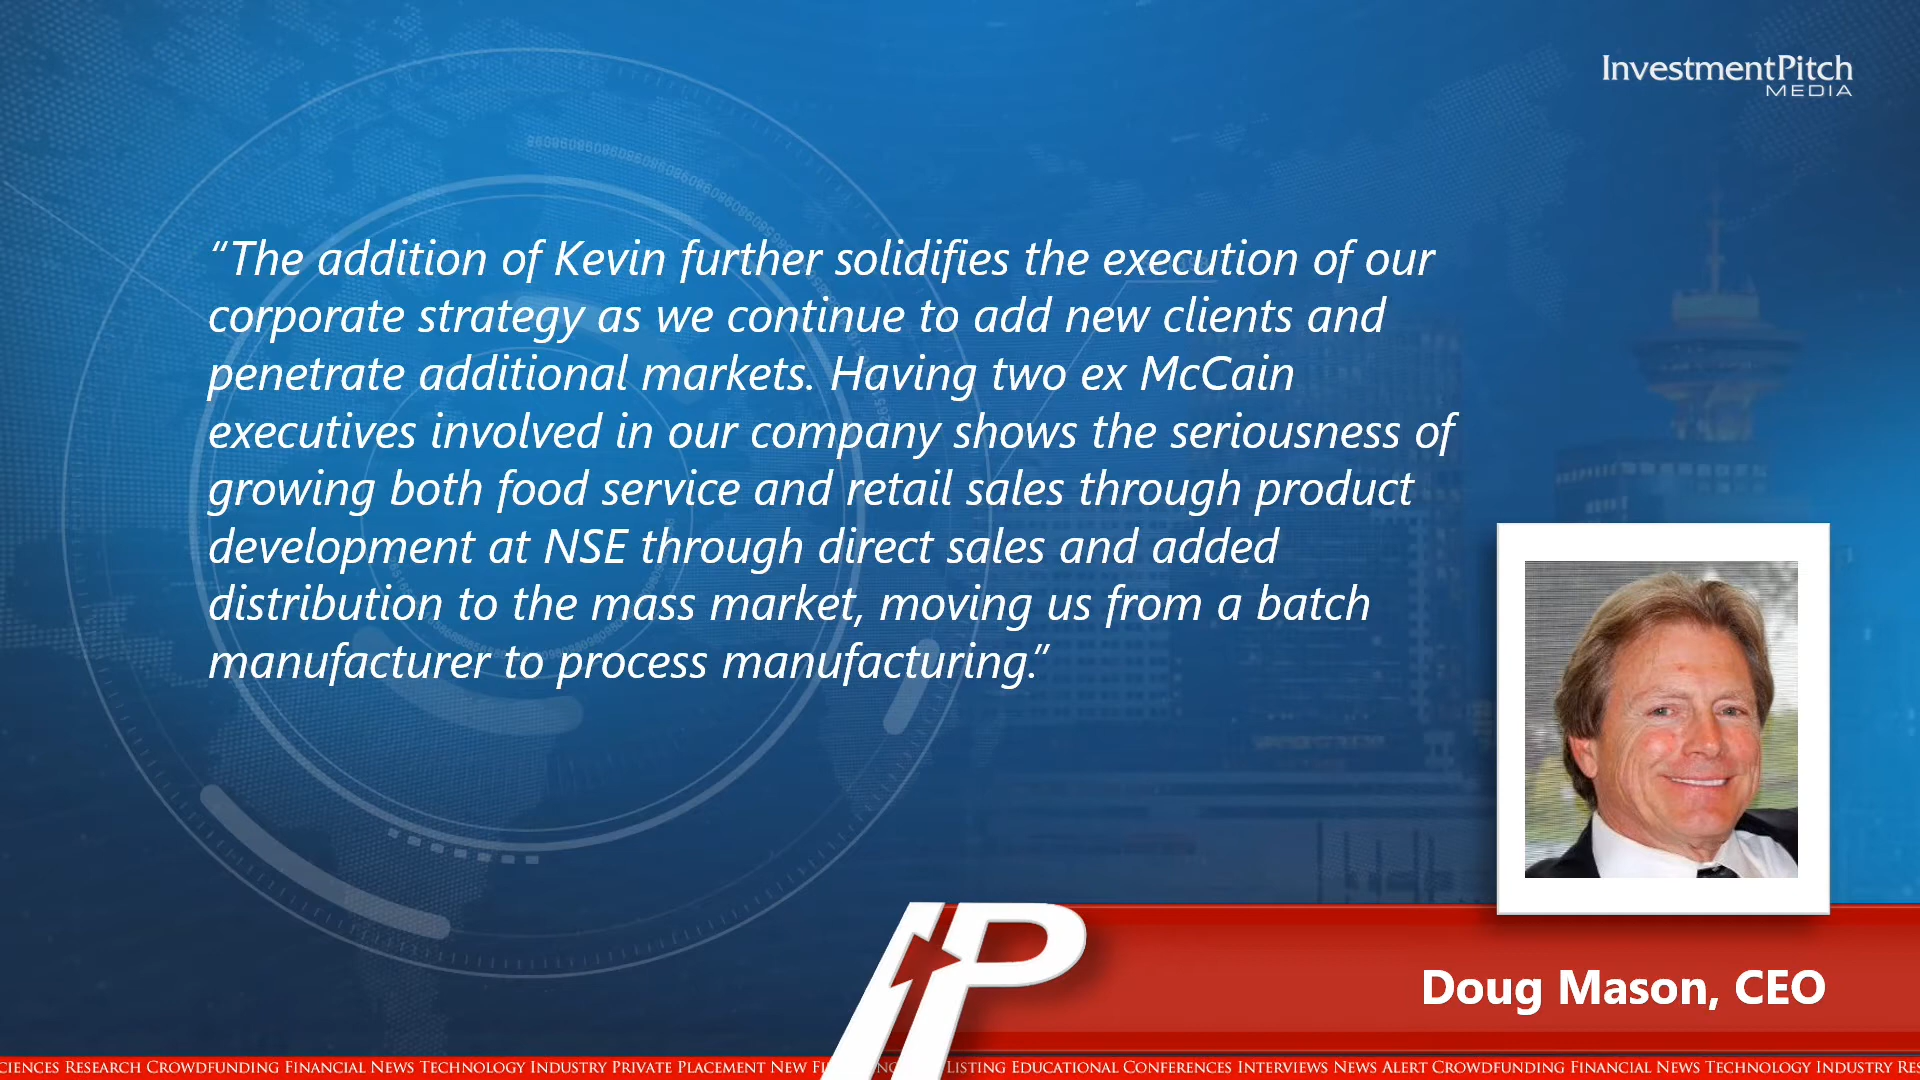 InvestmentPitch
MEDIA
“The addition of Kevin further solidifies the execution of our
corporate strategy as we continue to add new clients and
penetrate additional markets. Having two ex McCain
executives involved in our company shows the seriousness of
growing both food service and retail sales through product
development at NSE through direct sales and added
distribution to the mass market, moving us from a batch
manufacturer to process manufacturing.”
IP
Doug Mason, CEO
RESEARCH CROWDFUNDING FINANCIAL NEWS TECHNOLOGY INDUSTRY PRIVATE PLACEMENT NEW LISTING EDUCATIONAL CONFERENCES INTERVIEWS NEWS ALERT CROWDFUNDING FINANCIAL NEWS TECHNOLOGY INDUSTRY